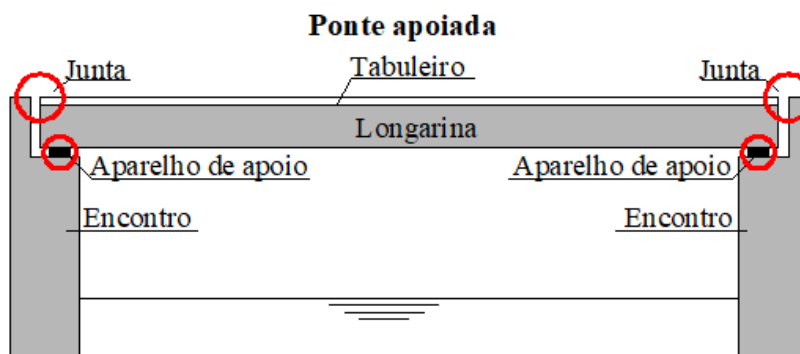 Ponte apoiada
Junta
Tabuleiro
Junta
Longarina
Aparelho de apoio
Aparelho de apoio
Encontro
Encontro